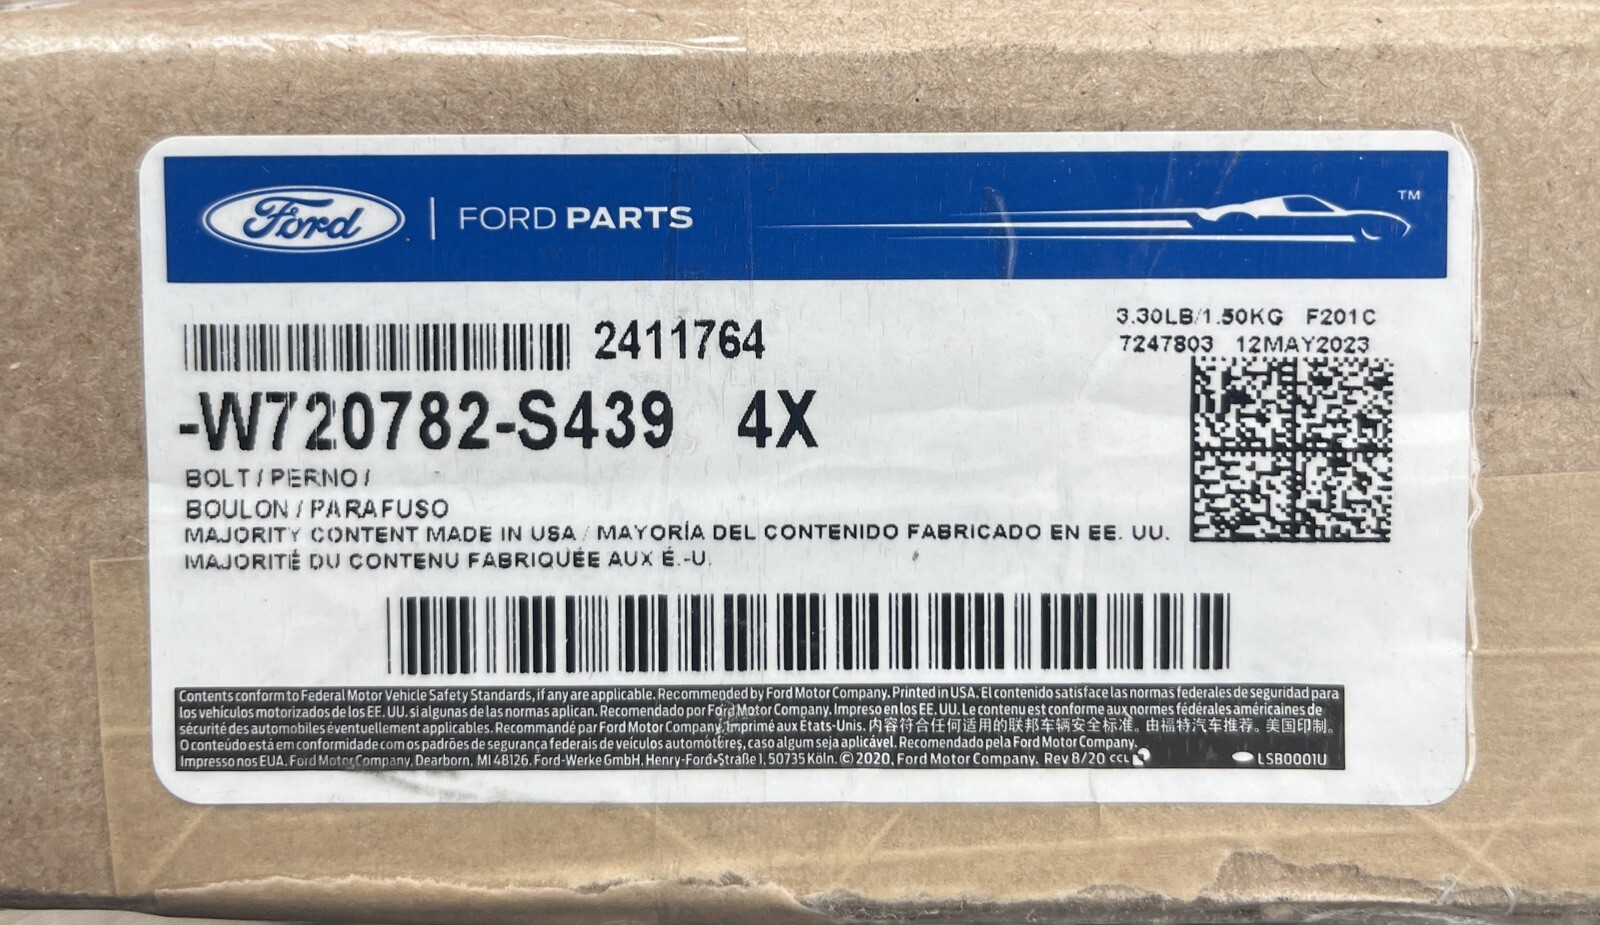 Ford | FORD PARTS ™
2411764
3.30LB/1.50KG F201C
7247803 12MAY2023
-W720782-S439 4X
BOLT / PERNO /
BOULON / PARAFUSO
MAJORITY CONTENT MADE IN USA / MAYORÍA DEL CONTENIDO FABRICADO EN EE. UU.
MAJORITÉ DU CONTENU FABRIQUÉE AUX É.-U.
Contents conform to Federal Motor Vehicle Safety Standards, if any are applicable. Recommended by Ford Motor Company. Printed in USA. El contenido satisface las normas federales de seguridad para
los vehículos motorizados de los EE. UU. si algunas de las normas aplican. Recomendado por Ford Motor Company. Impreso en los EE. UU. Le contenu est conforme aux normes fédérales américaines de
sécurité des automobiles éventuellement applicables. Recommandé par Ford Motor Company. Imprimé aux États-Unis. 内容符合任何适用的联邦车辆安全标准。由福特汽车推荐。美国印制。
O conteúdo está em conformidade com os padrões de segurança federais de veículos automotores, caso algum seja aplicável. Recomendado pela Ford Motor Company.
Impresso nos EUA. Ford Motor Company, Dearborn, MI 48126. Ford-Werke GmbH, Henry-Ford-Straße 1, 50735 Köln. © 2020, Ford Motor Company. Rev 8/20 CCL LSB0001U